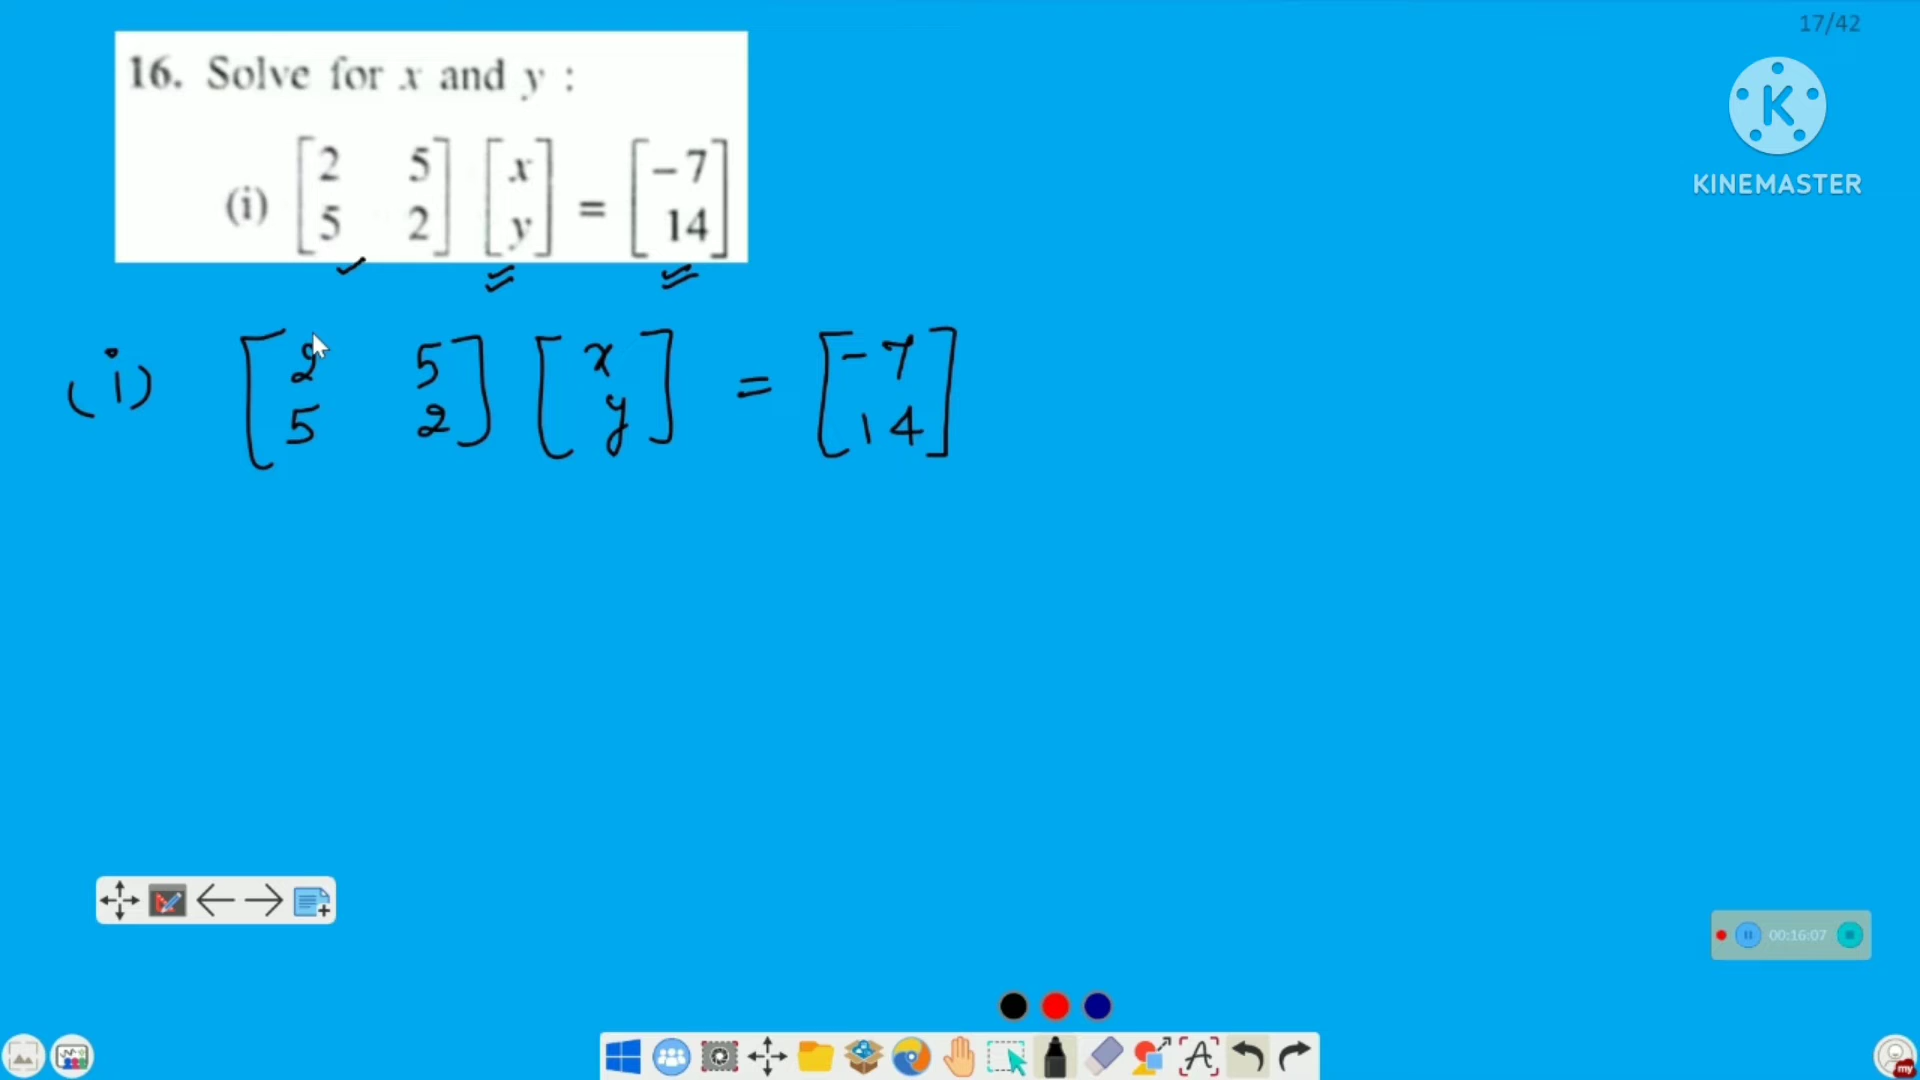 17/42
KINEMASTER
16. Solve for x and y :
(i) [2 5] [x] = [-7]
[5 2] [y] [14]
(i) [2 5] [x] = [-7]
[5 2] [y] [14]
00:16:07
my